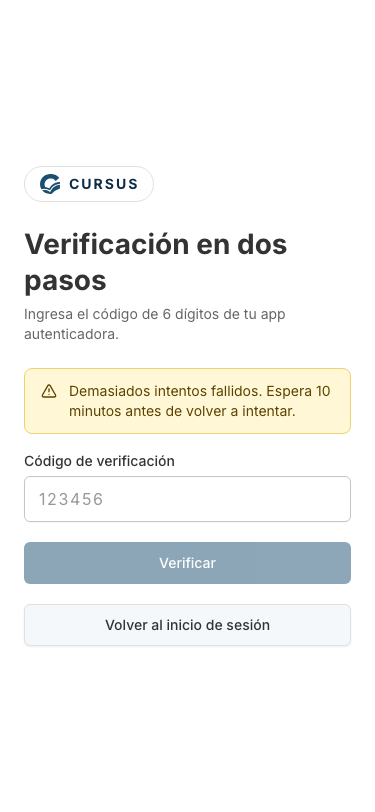 CURSUS
Verificación en dos
pasos
Ingresa el código de 6 dígitos de tu app
autenticadora.
Demasiados intentos fallidos. Espera 10
minutos antes de volver a intentar.
Código de verificación
123456
Verificar
Volver al inicio de sesión